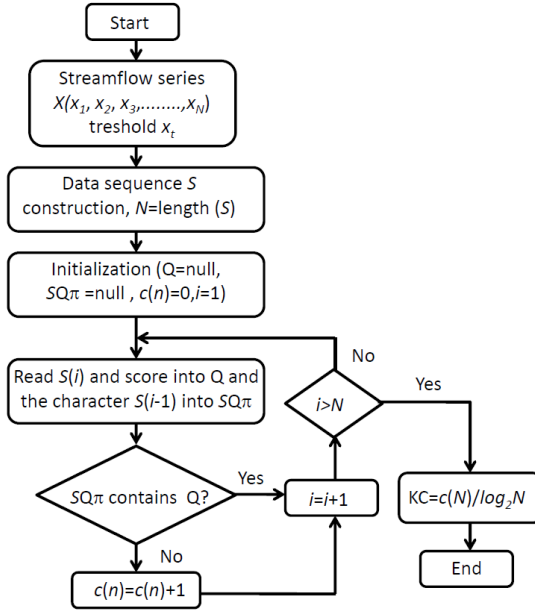 Start
Streamflow series
X(x₁, x₂, x₃,........,x_N)
treshold x_t
Data sequence S
construction, N=length (S)
Initialization (Q=null,
SQπ =null , c(n)=0,i=1)
No
Read S(i) and score into Q and
the character S(i-1) into SQπ
i>N
Yes
SQπ contains Q?
Yes
i=i+1
KC=c(N)/log₂N
No
c(n)=c(n)+1
End